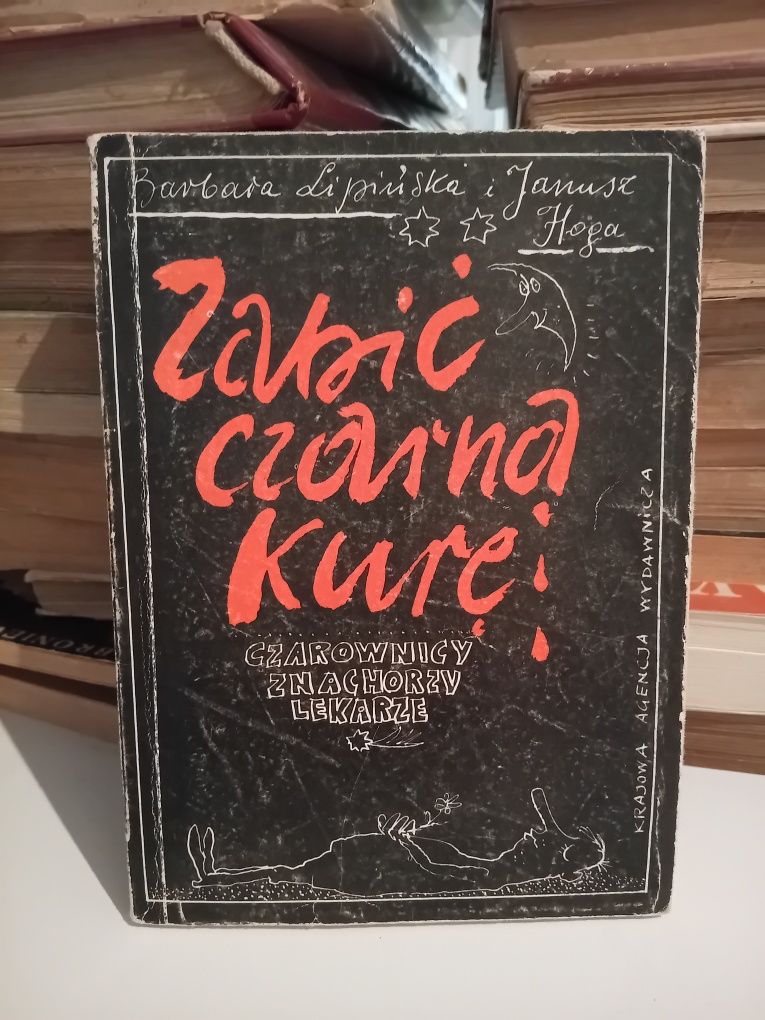 Barbara Lipińska i Janusz
Hoga
Zabić
czarną
kurę
CZAROWNICY
ZNACHORZY
LEKARZE
KRAJOWA AGENCJA WYDAWNICZA